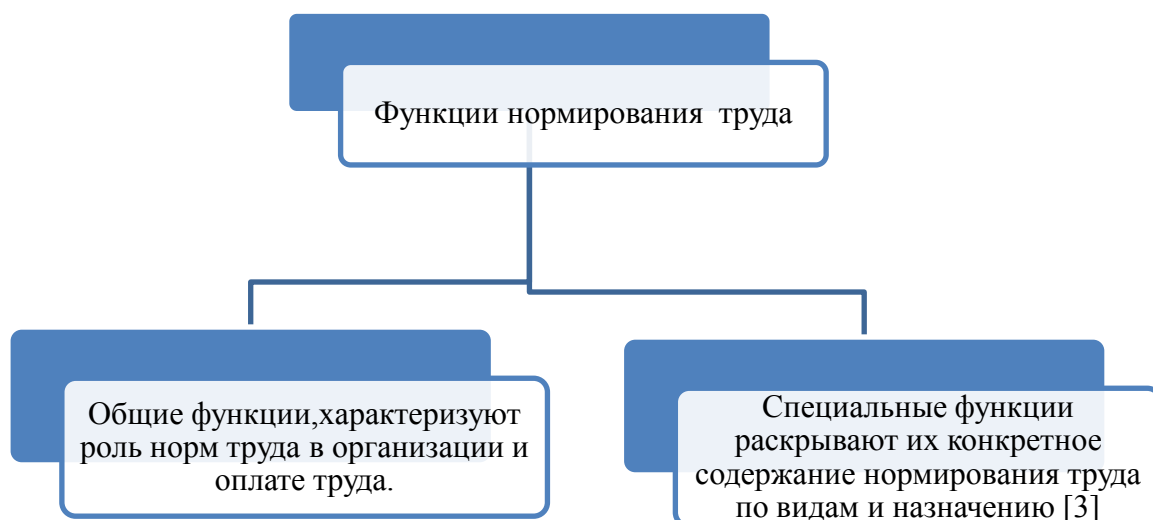 Функции нормирования труда
Общие функции,характеризуют
роль норм труда в организации и
оплате труда.
Специальные функции
раскрывают их конкретное
содержание нормирования труда
по видам и назначению [3]